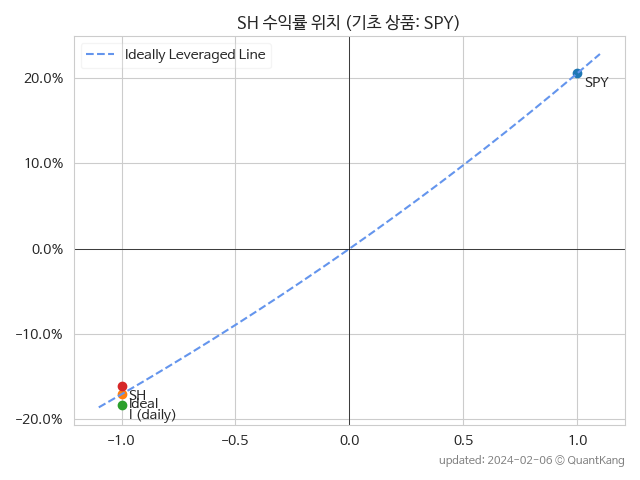 SH 수익률 위치 (기초 상품: SPY)
Ideally Leveraged Line
20.0%
10.0%
0.0%
-10.0%
-20.0%
SPY
SH
Ideal
I (daily)
-1.0
-0.5
0.0
0.5
1.0
updated: 2024-02-06 © QuantKang